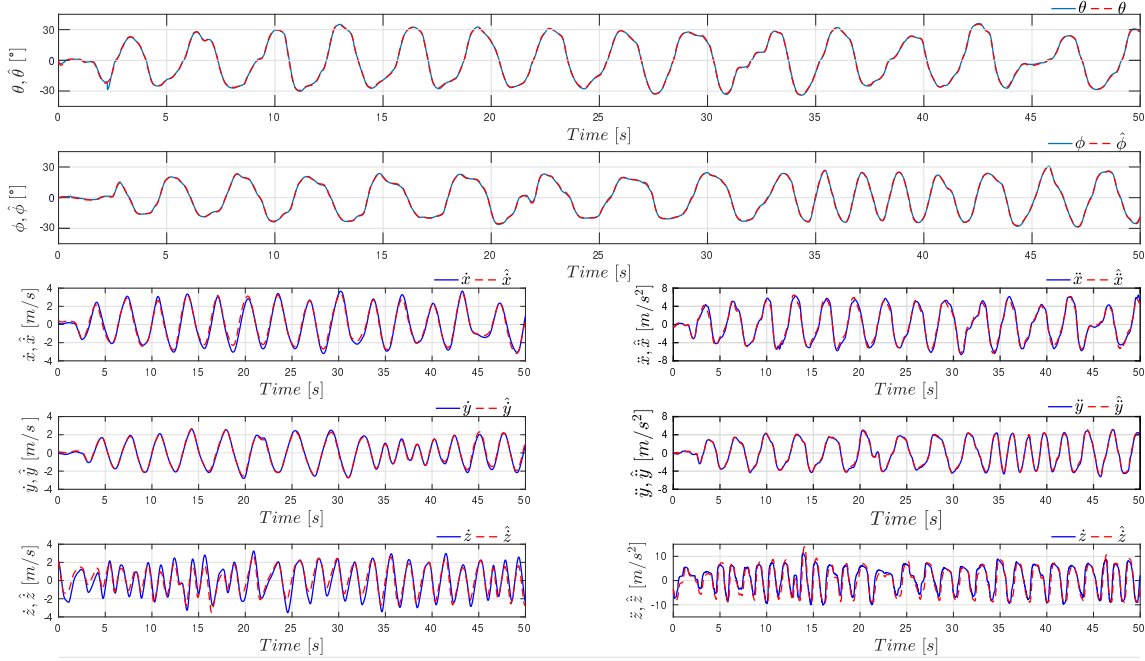 θ θ
θ, θ̂ [°]
30
0
-30
0 5 10 15 20 25 30 35 40 45 50
Time [s]
ϕ ϕ̂
ϕ, ϕ̂ [°]
30
0
-30
0 5 10 15 20 25 30 35 40 45 50
Time [s]
ẋ ẋ̂
ẋ, ẋ̂ [m/s]
4
2
0
-2
-4
0 5 10 15 20 25 30 35 40 45 50
Time [s]
ẍ ẍ̂
ẍ, ẍ̂ [m/s²]
8
4
0
-4
-8
0 5 10 15 20 25 30 35 40 45 50
Time [s]
ẏ ẏ̂
ẏ, ẏ̂ [m/s]
4
2
0
-2
-4
0 5 10 15 20 25 30 35 40 45 50
Time [s]
ÿ ÿ̂
ÿ, ÿ̂ [m/s²]
8
4
0
-4
-8
0 5 10 15 20 25 30 35 40 45 50
Time [s]
ż ż̂
ż, ż̂ [m/s]
4
2
0
-2
-4
0 5 10 15 20 25 30 35 40 45 50
Time [s]
ż ż̂
z̈, z̈̂ [m/s²]
10
0
-10
0 5 10 15 20 25 30 35 40 45 50
Time [s]